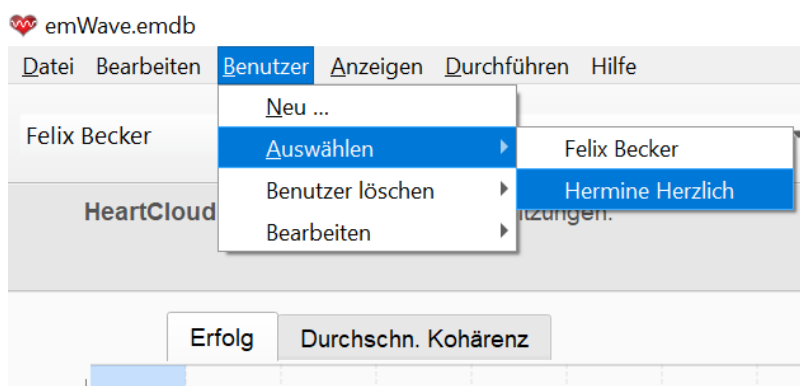 emWave.emdb
Datei Bearbeiten Benutzer Anzeigen Durchführen Hilfe
Neu ...
Felix Becker
Auswählen
Felix Becker
Benutzer löschen
Hermine Herzlich
HeartCloud
Bearbeiten
Erfolg
Durchschn. Kohärenz